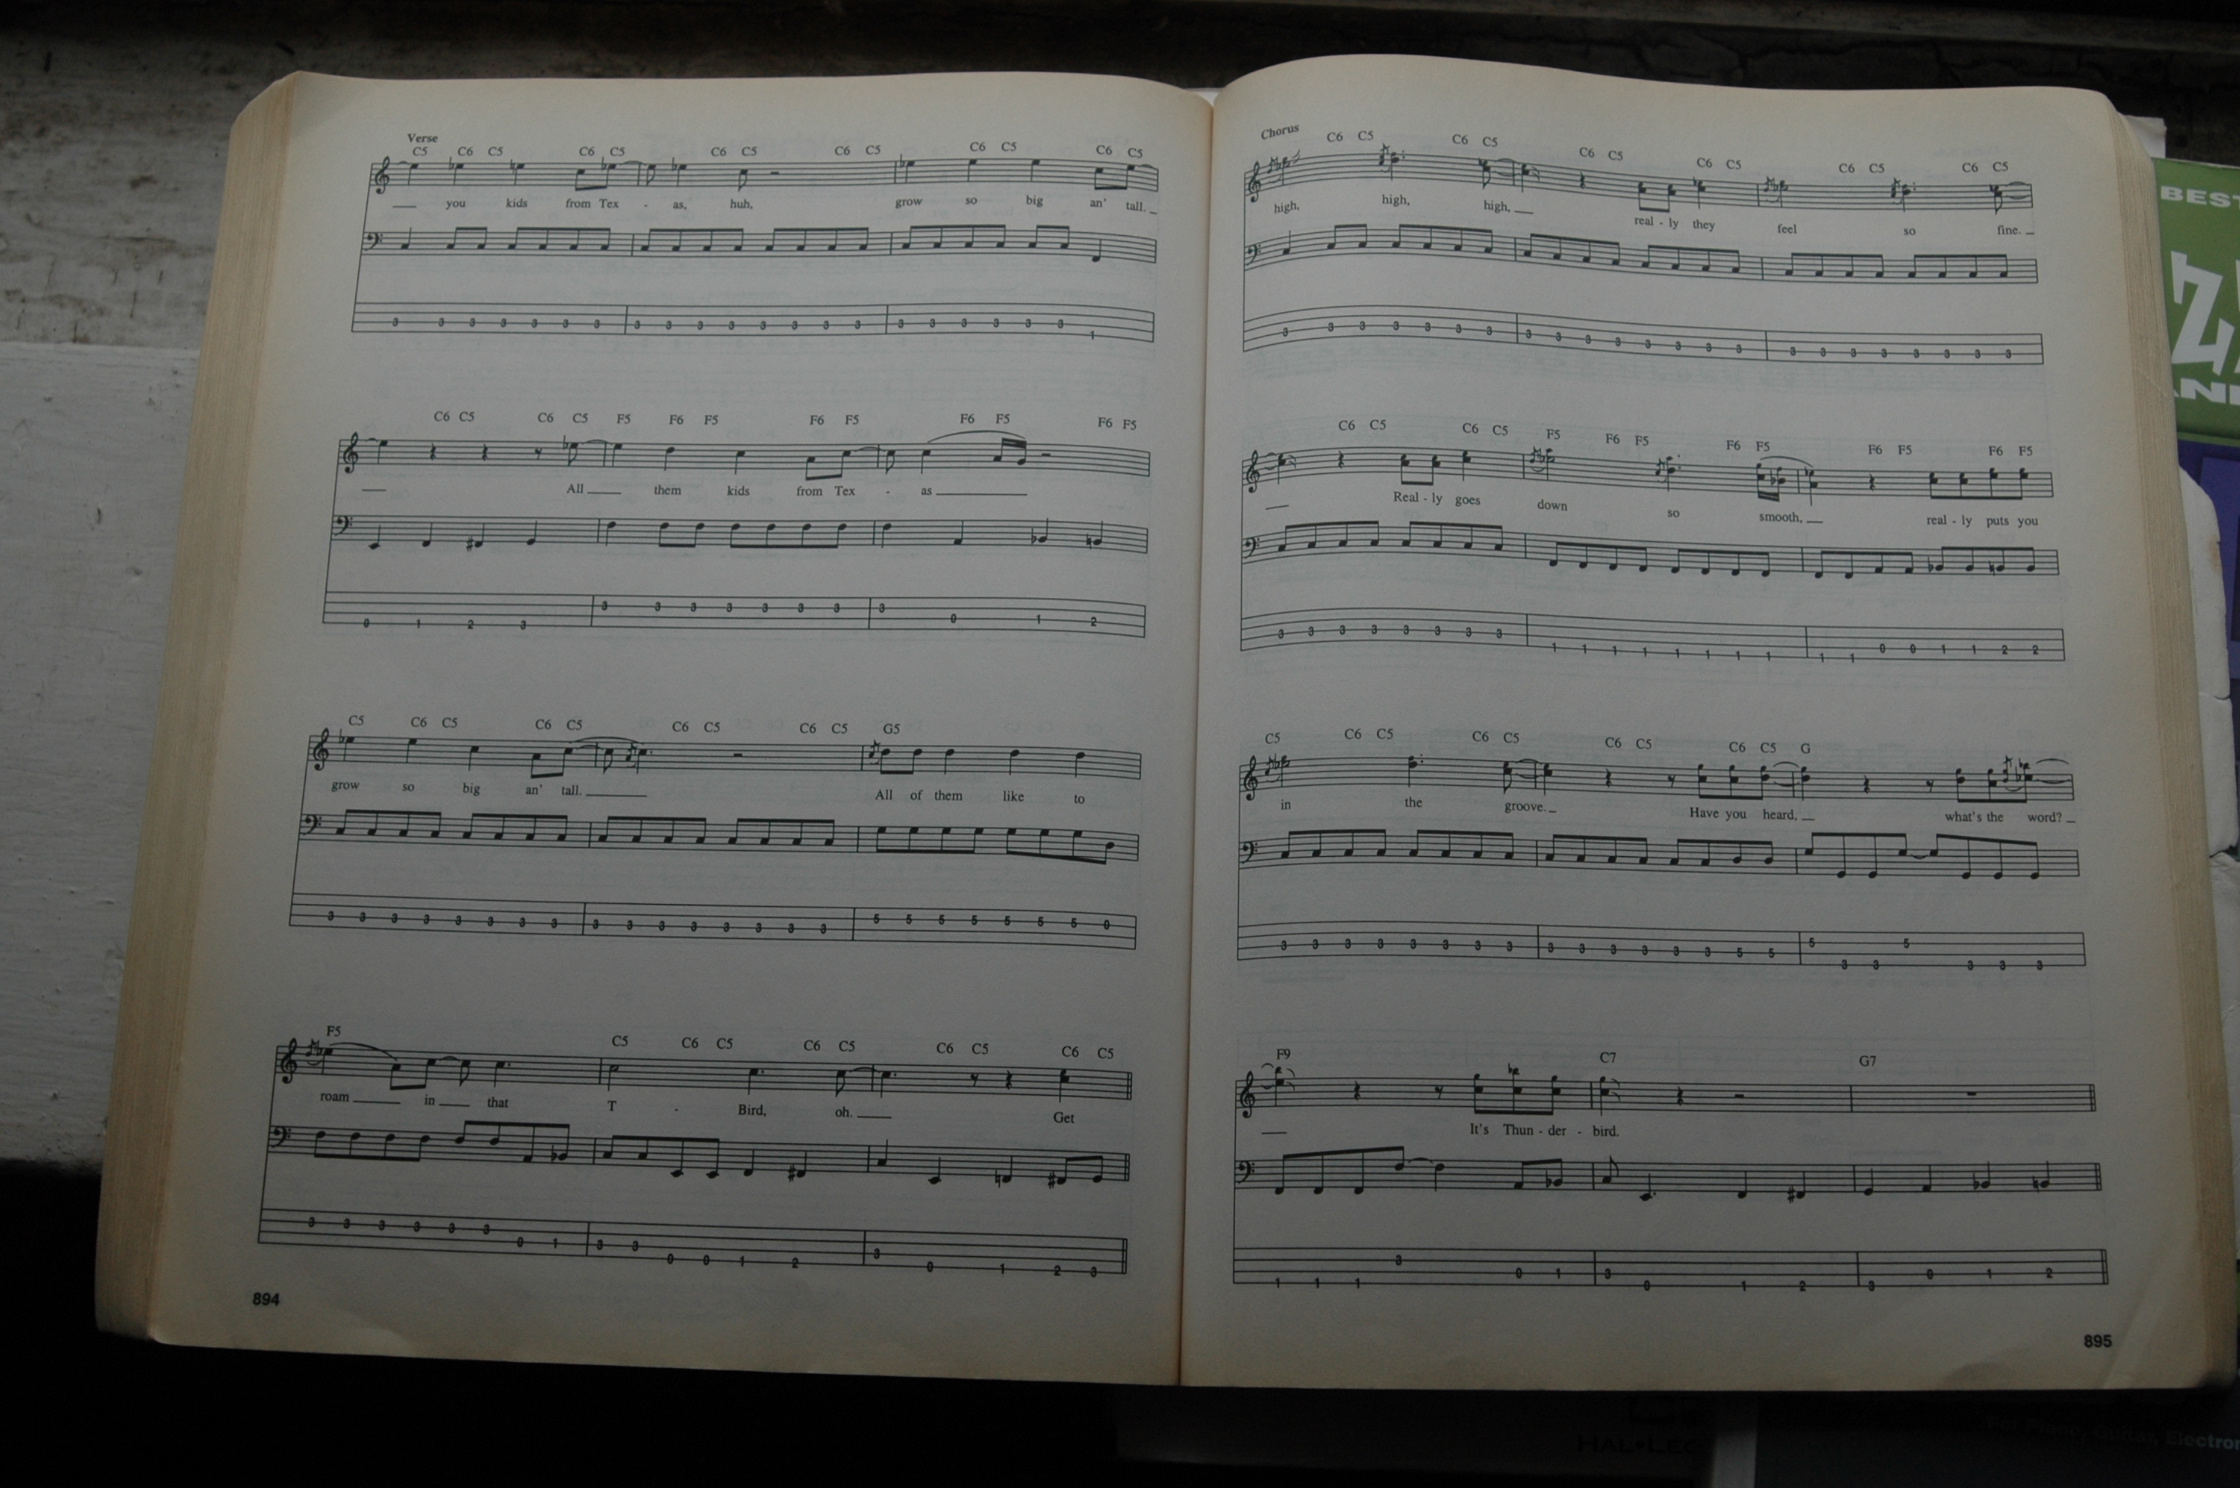 Verse
C5 C6 C5 C6 C5 C6 C5 C6 C5 C6 C5 C6 C5
you kids from Tex - as, huh, grow so big an' tall.
3 3 3 3 3 3 3 3 3 3 3 3 3 3 3 3 3 3 3 3 3 1
C6 C5 C6 C5 F5 F6 F5 F6 F5 F6 F5 F6 F5
All them kids from Tex - as
0 1 2 3 3 3 3 3 3 3 3 3 0 1 2
C5 C6 C5 C6 C5 C6 C5 C6 C5 G5
grow so big an' tall. All of them like to
3 3 3 3 3 3 3 3 3 3 3 3 3 3 3 3 5 5 5 5 5 5 5 0
F5 C5 C6 C5 C6 C5 C6 C5 C6 C5
roam in that T - Bird, oh. Get
3 3 3 3 3 3 0 1 3 3 0 0 1 2 3 0 1 2 3
894
Chorus
C6 C5 C6 C5 C6 C5 C6 C5 C6 C5 C6 C5
high, high, high, real - ly they feel so fine.
3 3 3 3 3 3 3 3 3 3 3 3 3 3 3 3 3 3 3 3 3 3 3
C6 C5 C6 C5 F5 F6 F5 F6 F5 F6 F5 F6 F5
Real - ly goes down so smooth, real - ly puts you
3 3 3 3 3 3 3 3 1 1 1 1 1 1 1 1 1 1 0 0 1 1 2 2
C5 C6 C5 C6 C5 C6 C5 C6 C5 G
in the groove. Have you heard, what's the word?
3 3 3 3 3 3 3 3 3 3 3 3 3 3 5 5 5 3 3 5 3 3 3
F9 C7 G7
It's Thun - der - bird.
1 1 1 3 0 1 3 0 1 2 3 0 1 2
895
BEST
HAL•LEO
Guitar, Electron